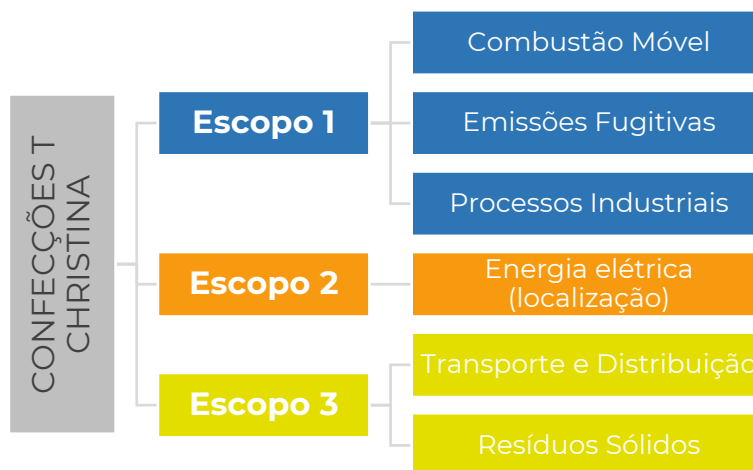 CONFECÇÕES T
CHRISTINA
Escopo 1
Combustão Móvel
Emissões Fugitivas
Processos Industriais
Escopo 2
Energia elétrica
(localização)
Escopo 3
Transporte e Distribuição
Resíduos Sólidos